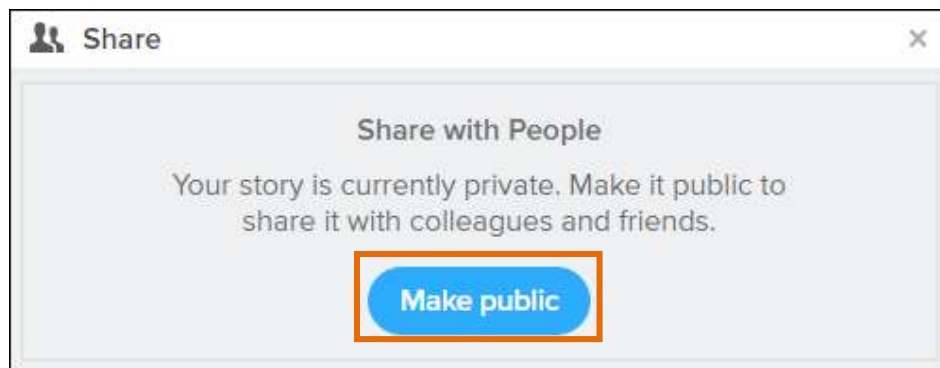 Share
Share with People
Your story is currently private. Make it public to
share it with colleagues and friends.
Make public